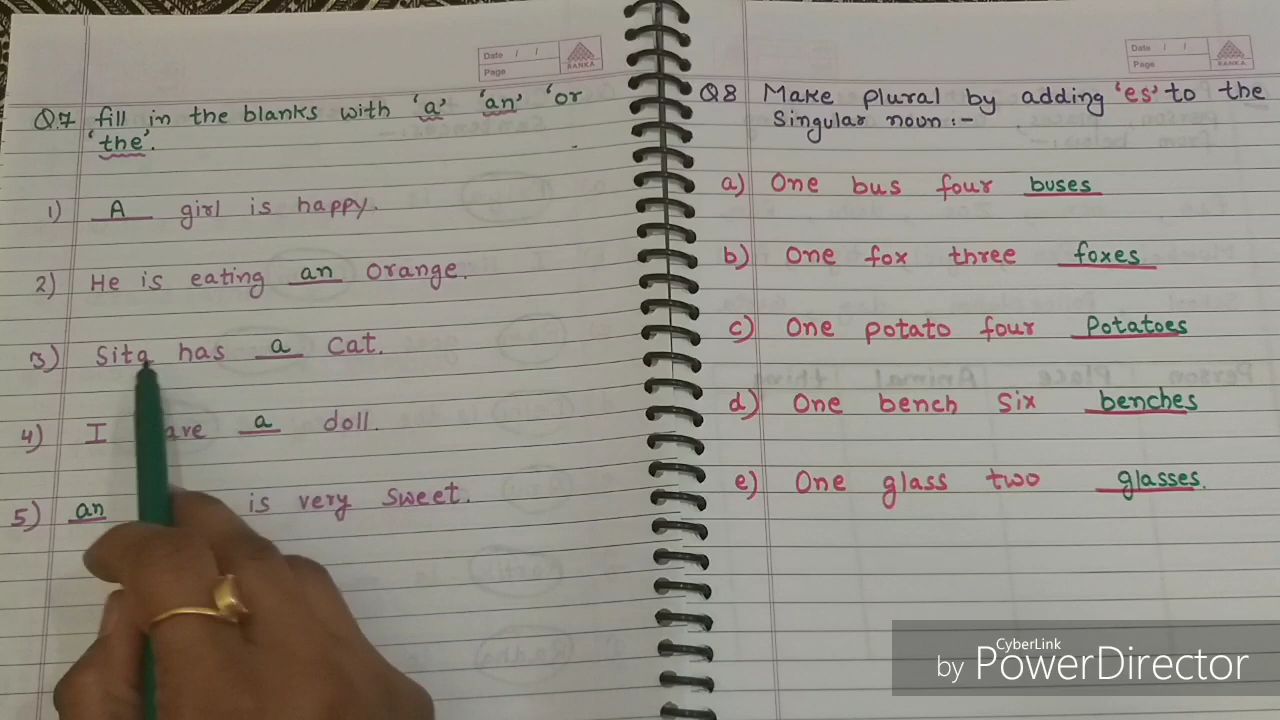 Date / /
Page
RANKA
Q.7 fill in the blanks with 'a' 'an' 'or
'the'.
1) A girl is happy.
2) He is eating an orange.
3) Sita has a cat.
4) I ave a doll.
5) an is very sweet.
Date / /
Page
RANKA
Q8 Make plural by adding 'es' to the
Singular noun :-
a) One bus four buses
b) One fox three foxes
c) One potato four Potatoes
d) One bench six benches
e) One glass two glasses.
CyberLink
by PowerDirector